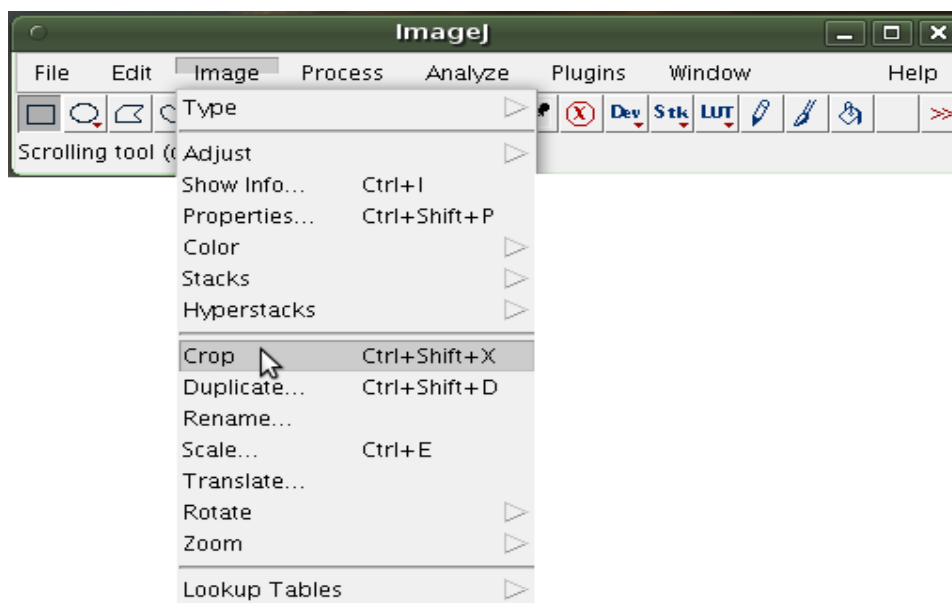 ImageJ
File Edit Image Process Analyze Plugins Window Help
Dev Stk LUT >>
Scrolling tool (
Type
Adjust
Show Info... Ctrl+I
Properties... Ctrl+Shift+P
Color
Stacks
Hyperstacks
Crop Ctrl+Shift+X
Duplicate... Ctrl+Shift+D
Rename...
Scale... Ctrl+E
Translate...
Rotate
Zoom
Lookup Tables